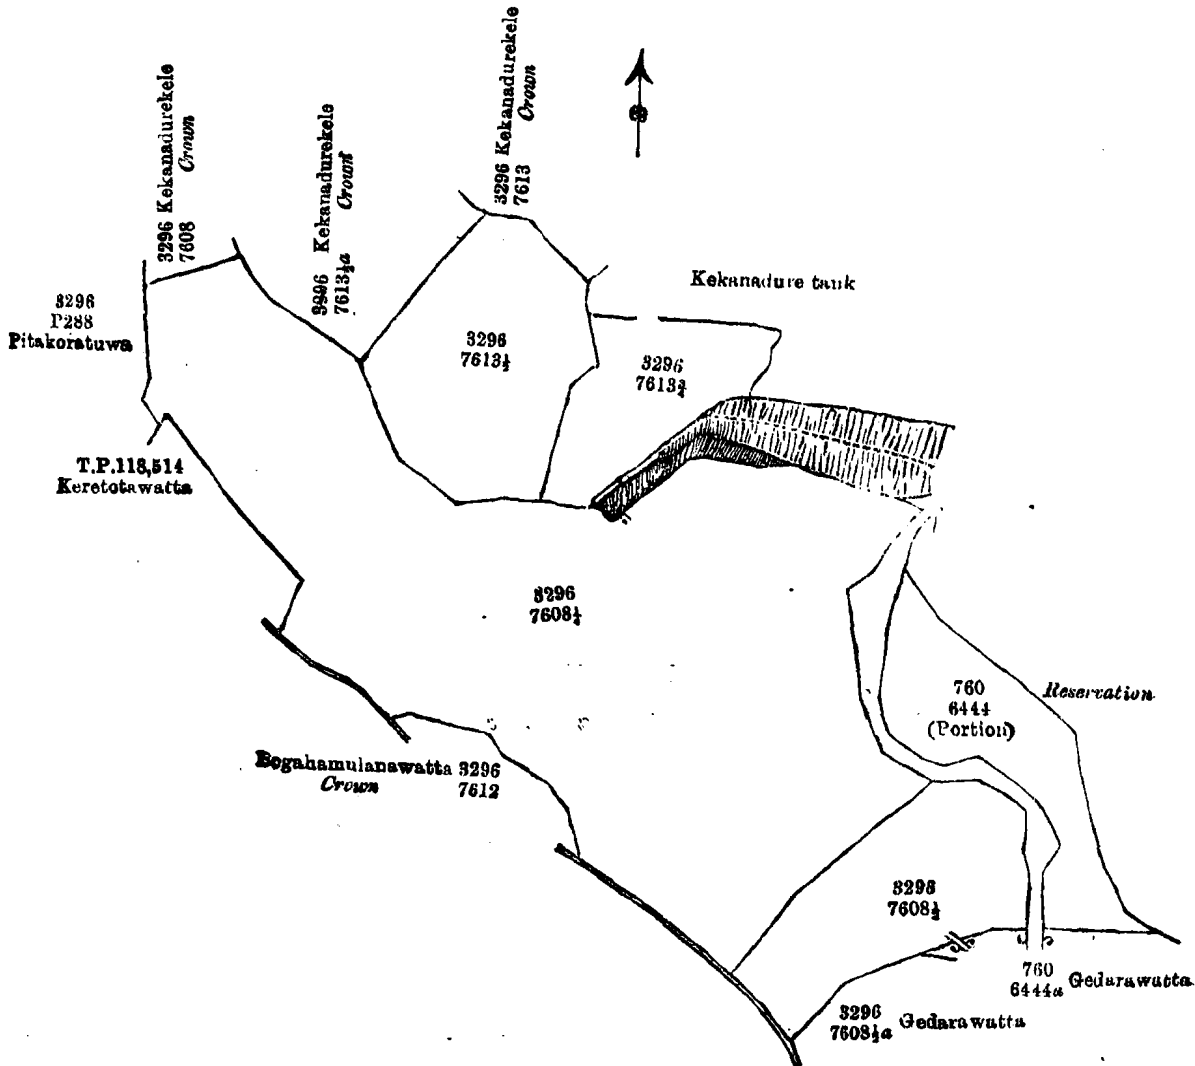 3296 Kekanadurekele
7608 Crown
3296 Kekanadurekele
7613½a Crown
3296 Kekanadurekele
7613 Crown
Kekanadure tank
3296
P288
Pitakoratuwa
3296
7613½
3296
7613¾
T.P.118,514
Keretotawatta
3296
7608¼
760
6444
(Portion)
Reservation
Bogahamulanawatta 3296
Crown 7612
3296
7608½
760
6444a Gedarawatta
3296
7608½a Gedarawatta